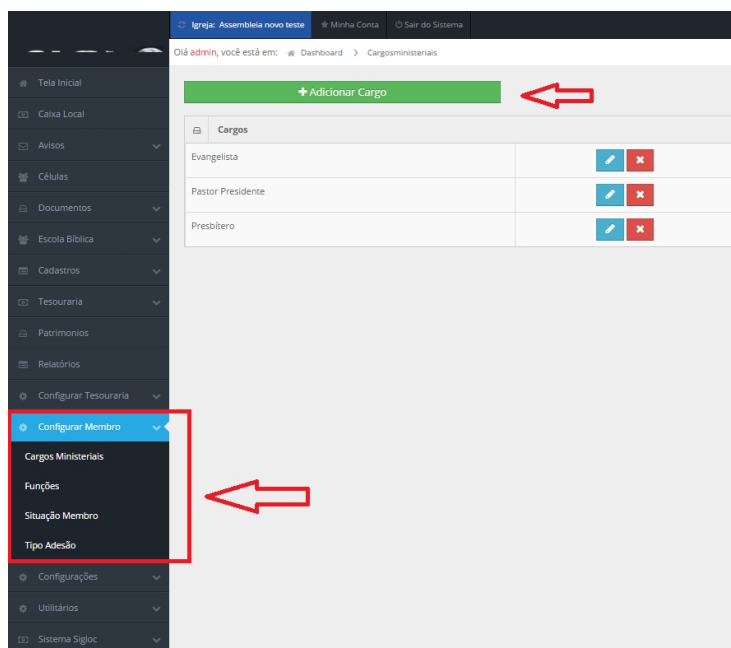 Igreja: Assembleia novo teste Minha Conta Sair do Sistema
Olá admin, você está em: Dashboard > Cargosministeriais
Tela Inicial
Caixa Local
Avisos
Células
Documentos
Escola Bíblica
Cadastros
Tesouraria
Patrimonios
Relatórios
Configurar Tesouraria
Configurar Membro
Cargos Ministeriais
Funções
Situação Membro
Tipo Adesão
Configurações
Utilitários
Sistema Sigloc
+ Adicionar Cargo
Cargos
Evangelista
Pastor Presidente
Presbítero